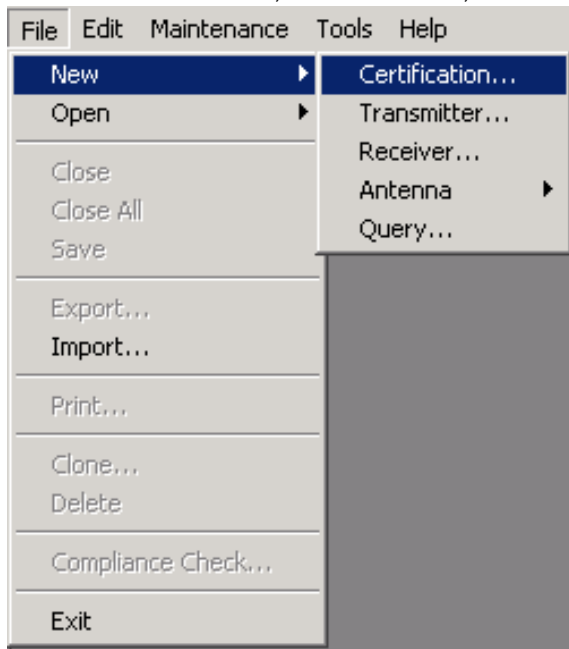 File Edit Maintenance Tools Help
New
Open
Close
Close All
Save
Export...
Import...
Print...
Clone...
Delete
Compliance Check...
Exit
Certification...
Transmitter...
Receiver...
Antenna
Query...